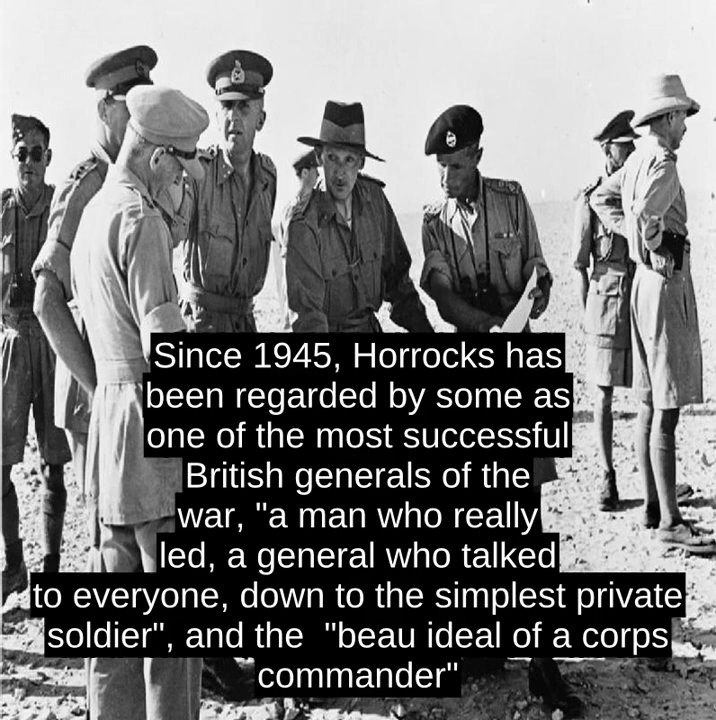 Since 1945, Horrocks has
been regarded by some as
one of the most successful
British generals of the
war, "a man who really
led, a general who talked
to everyone, down to the simplest private
soldier", and the  "beau ideal of a corps
commander"